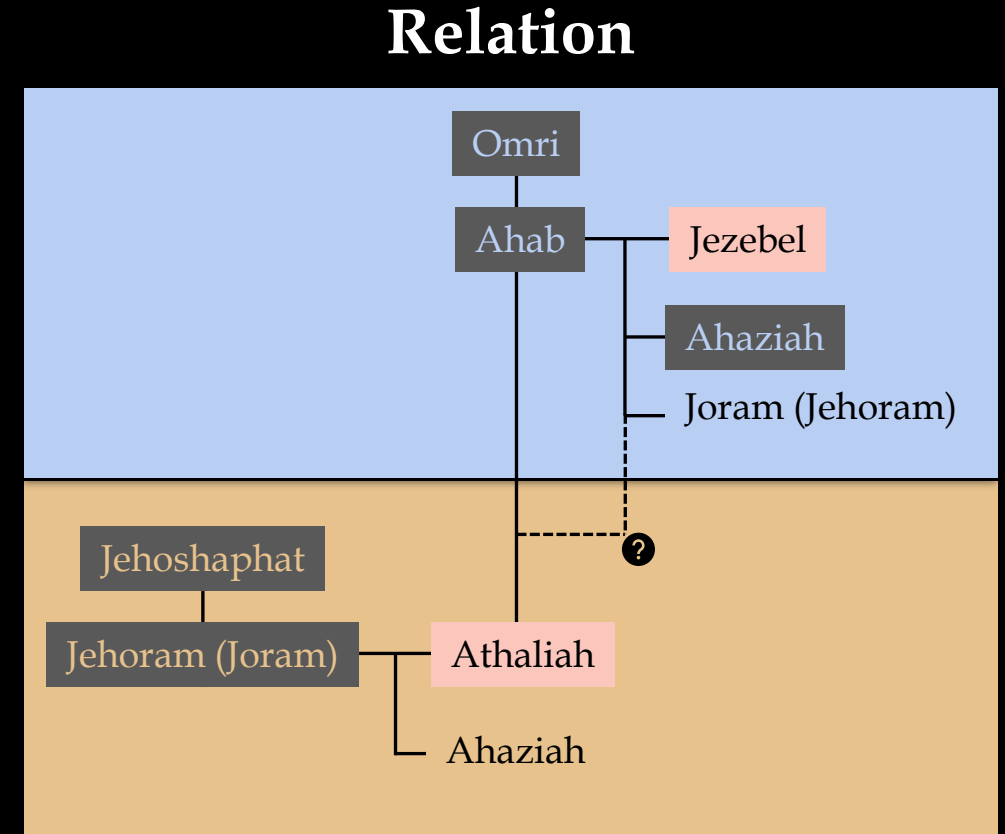 Relation
Omri
Ahab
Jezebel
Ahaziah
Joram (Jehoram)
?
Jehoshaphat
Jehoram (Joram)
Athaliah
Ahaziah